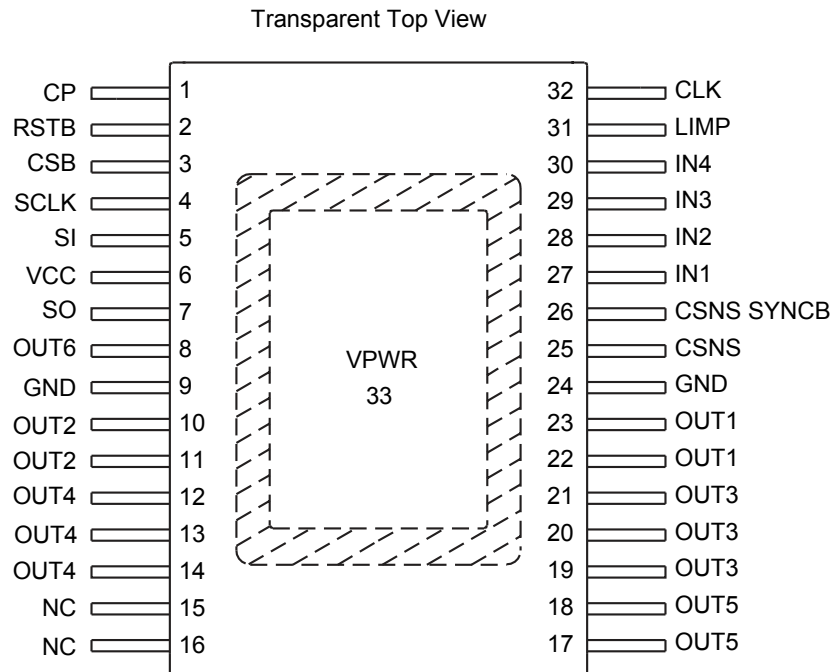 Transparent Top View
CP 1 32 CLK
RSTB 2 31 LIMP
CSB 3 30 IN4
SCLK 4 29 IN3
SI 5 28 IN2
VCC 6 27 IN1
SO 7 26 CSNS SYNCB
OUT6 8 25 CSNS
GND 9 24 GND
OUT2 10 23 OUT1
OUT2 11 22 OUT1
OUT4 12 21 OUT3
OUT4 13 20 OUT3
OUT4 14 19 OUT3
NC 15 18 OUT5
NC 16 17 OUT5
VPWR
33